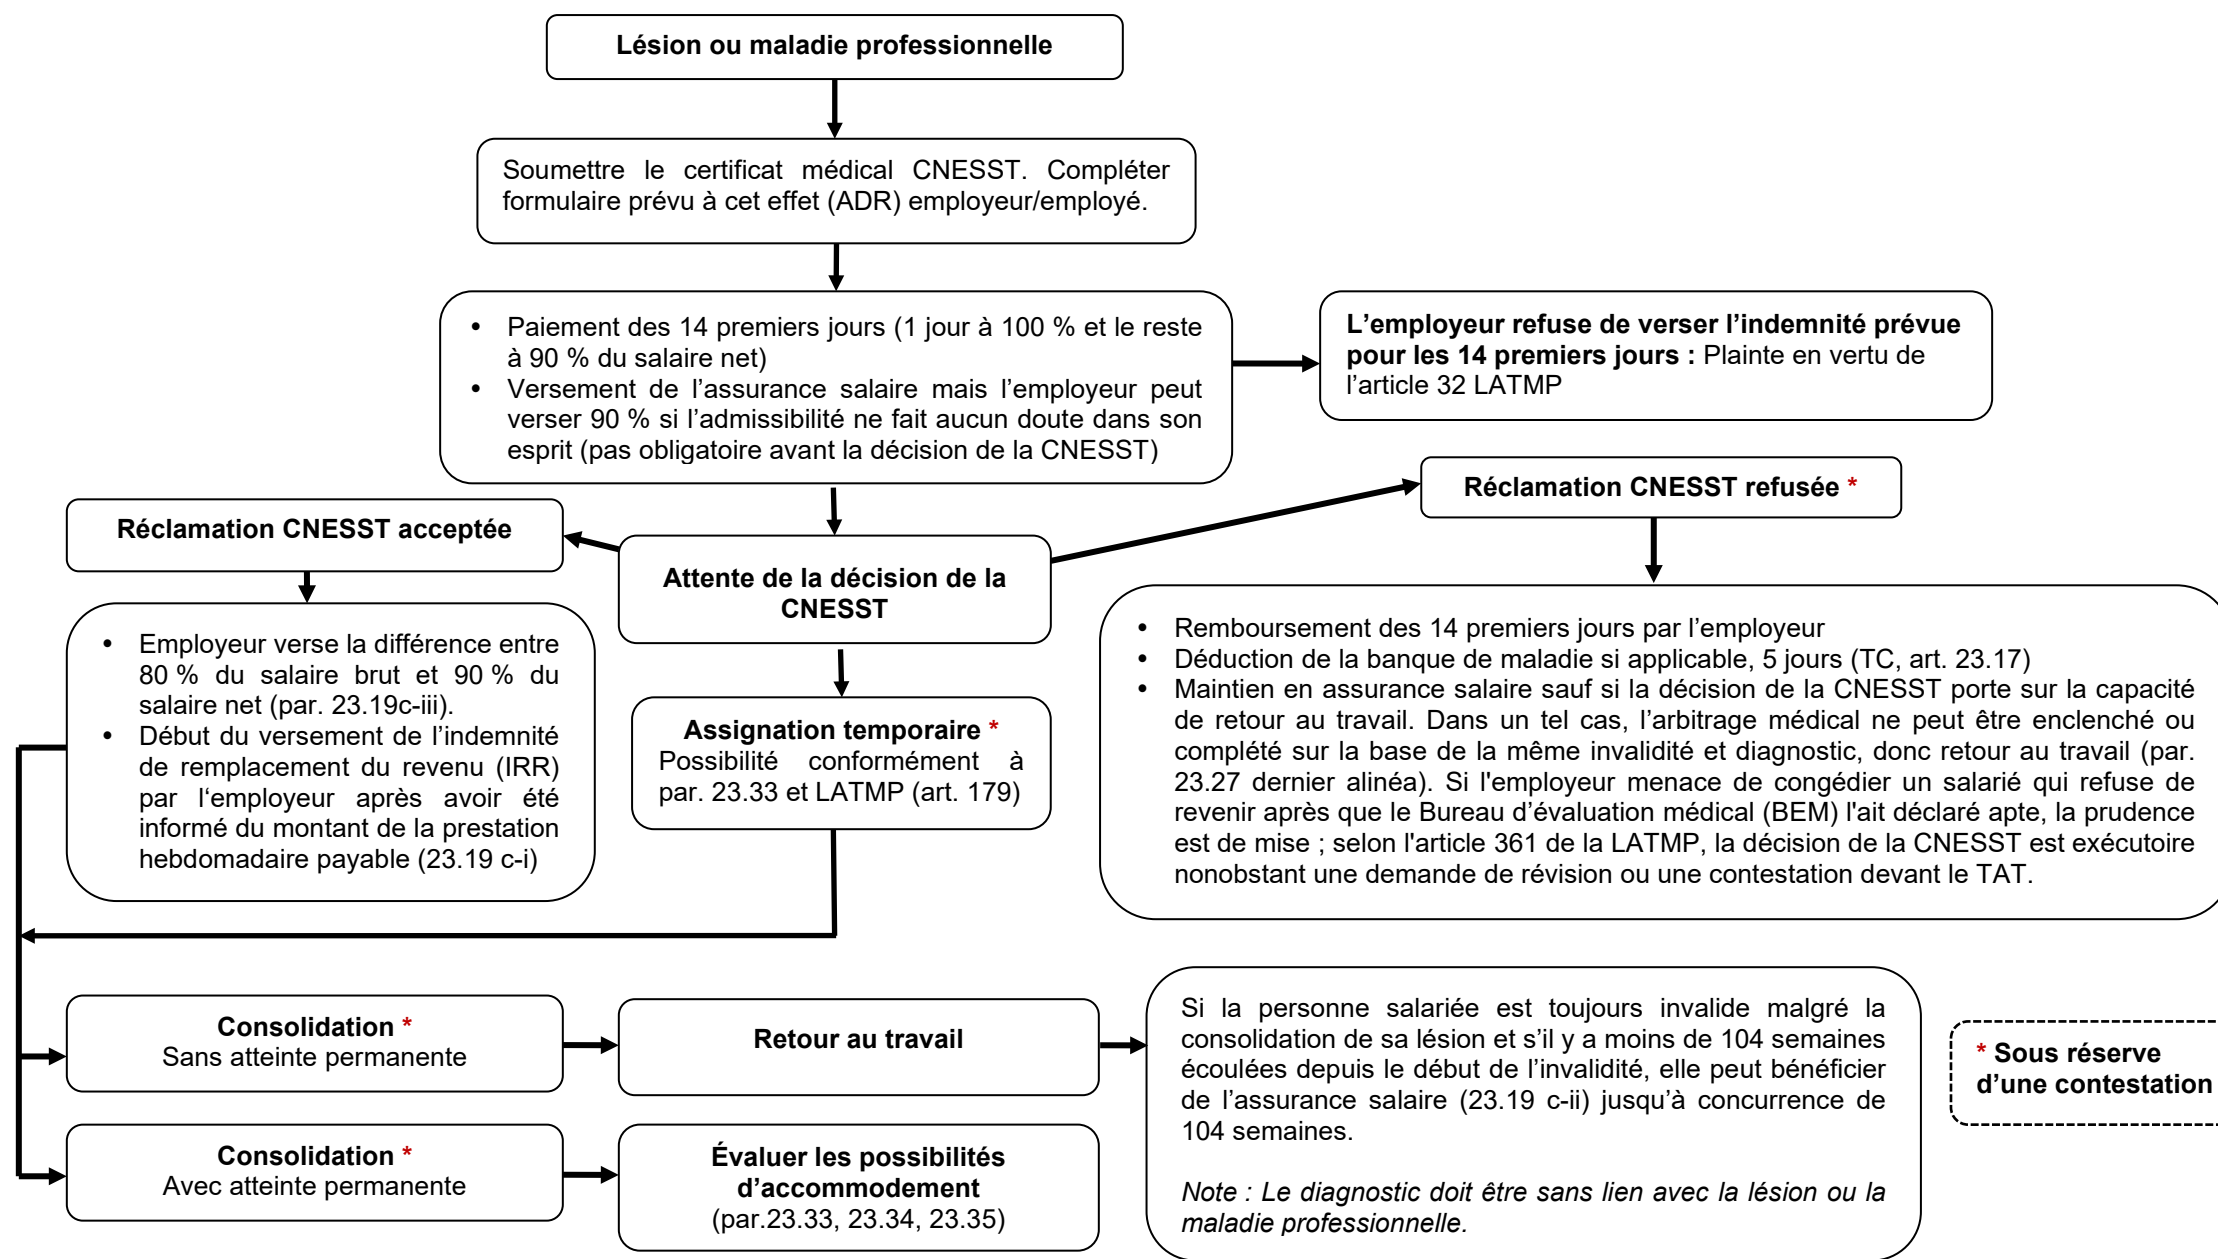 Lésion ou maladie professionnelle
Soumettre le certificat médical CNESST. Compléter
formulaire prévu à cet effet (ADR) employeur/employé.
• Paiement des 14 premiers jours (1 jour à 100 % et le reste
à 90 % du salaire net)
• Versement de l’assurance salaire mais l’employeur peut
verser 90 % si l’admissibilité ne fait aucun doute dans son
esprit (pas obligatoire avant la décision de la CNESST)
L’employeur refuse de verser l’indemnité prévue
pour les 14 premiers jours : Plainte en vertu de
l’article 32 LATMP
Réclamation CNESST refusée *
Réclamation CNESST acceptée
Attente de la décision de la
CNESST
• Employeur verse la différence entre
80 % du salaire brut et 90 % du
salaire net (par. 23.19c-iii).
• Début du versement de l’indemnité
de remplacement du revenu (IRR)
par l‘employeur après avoir été
informé du montant de la prestation
hebdomadaire payable (23.19 c-i)
Assignation temporaire *
Possibilité conformément à
par. 23.33 et LATMP (art. 179)
• Remboursement des 14 premiers jours par l’employeur
• Déduction de la banque de maladie si applicable, 5 jours (TC, art. 23.17)
• Maintien en assurance salaire sauf si la décision de la CNESST porte sur la capacité
de retour au travail. Dans un tel cas, l’arbitrage médical ne peut être enclenché ou
complété sur la base de la même invalidité et diagnostic, donc retour au travail (par.
23.27 dernier alinéa). Si l'employeur menace de congédier un salarié qui refuse de
revenir après que le Bureau d’évaluation médical (BEM) l'ait déclaré apte, la prudence
est de mise ; selon l'article 361 de la LATMP, la décision de la CNESST est exécutoire
nonobstant une demande de révision ou une contestation devant le TAT.
Consolidation *
Sans atteinte permanente
Retour au travail
Si la personne salariée est toujours invalide malgré la
consolidation de sa lésion et s’il y a moins de 104 semaines
écoulées depuis le début de l’invalidité, elle peut bénéficier
de l’assurance salaire (23.19 c-ii) jusqu’à concurrence de
104 semaines.
Note : Le diagnostic doit être sans lien avec la lésion ou la
maladie professionnelle.
* Sous réserve
d’une contestation
Consolidation *
Avec atteinte permanente
Évaluer les possibilités
d’accommodement
(par.23.33, 23.34, 23.35)